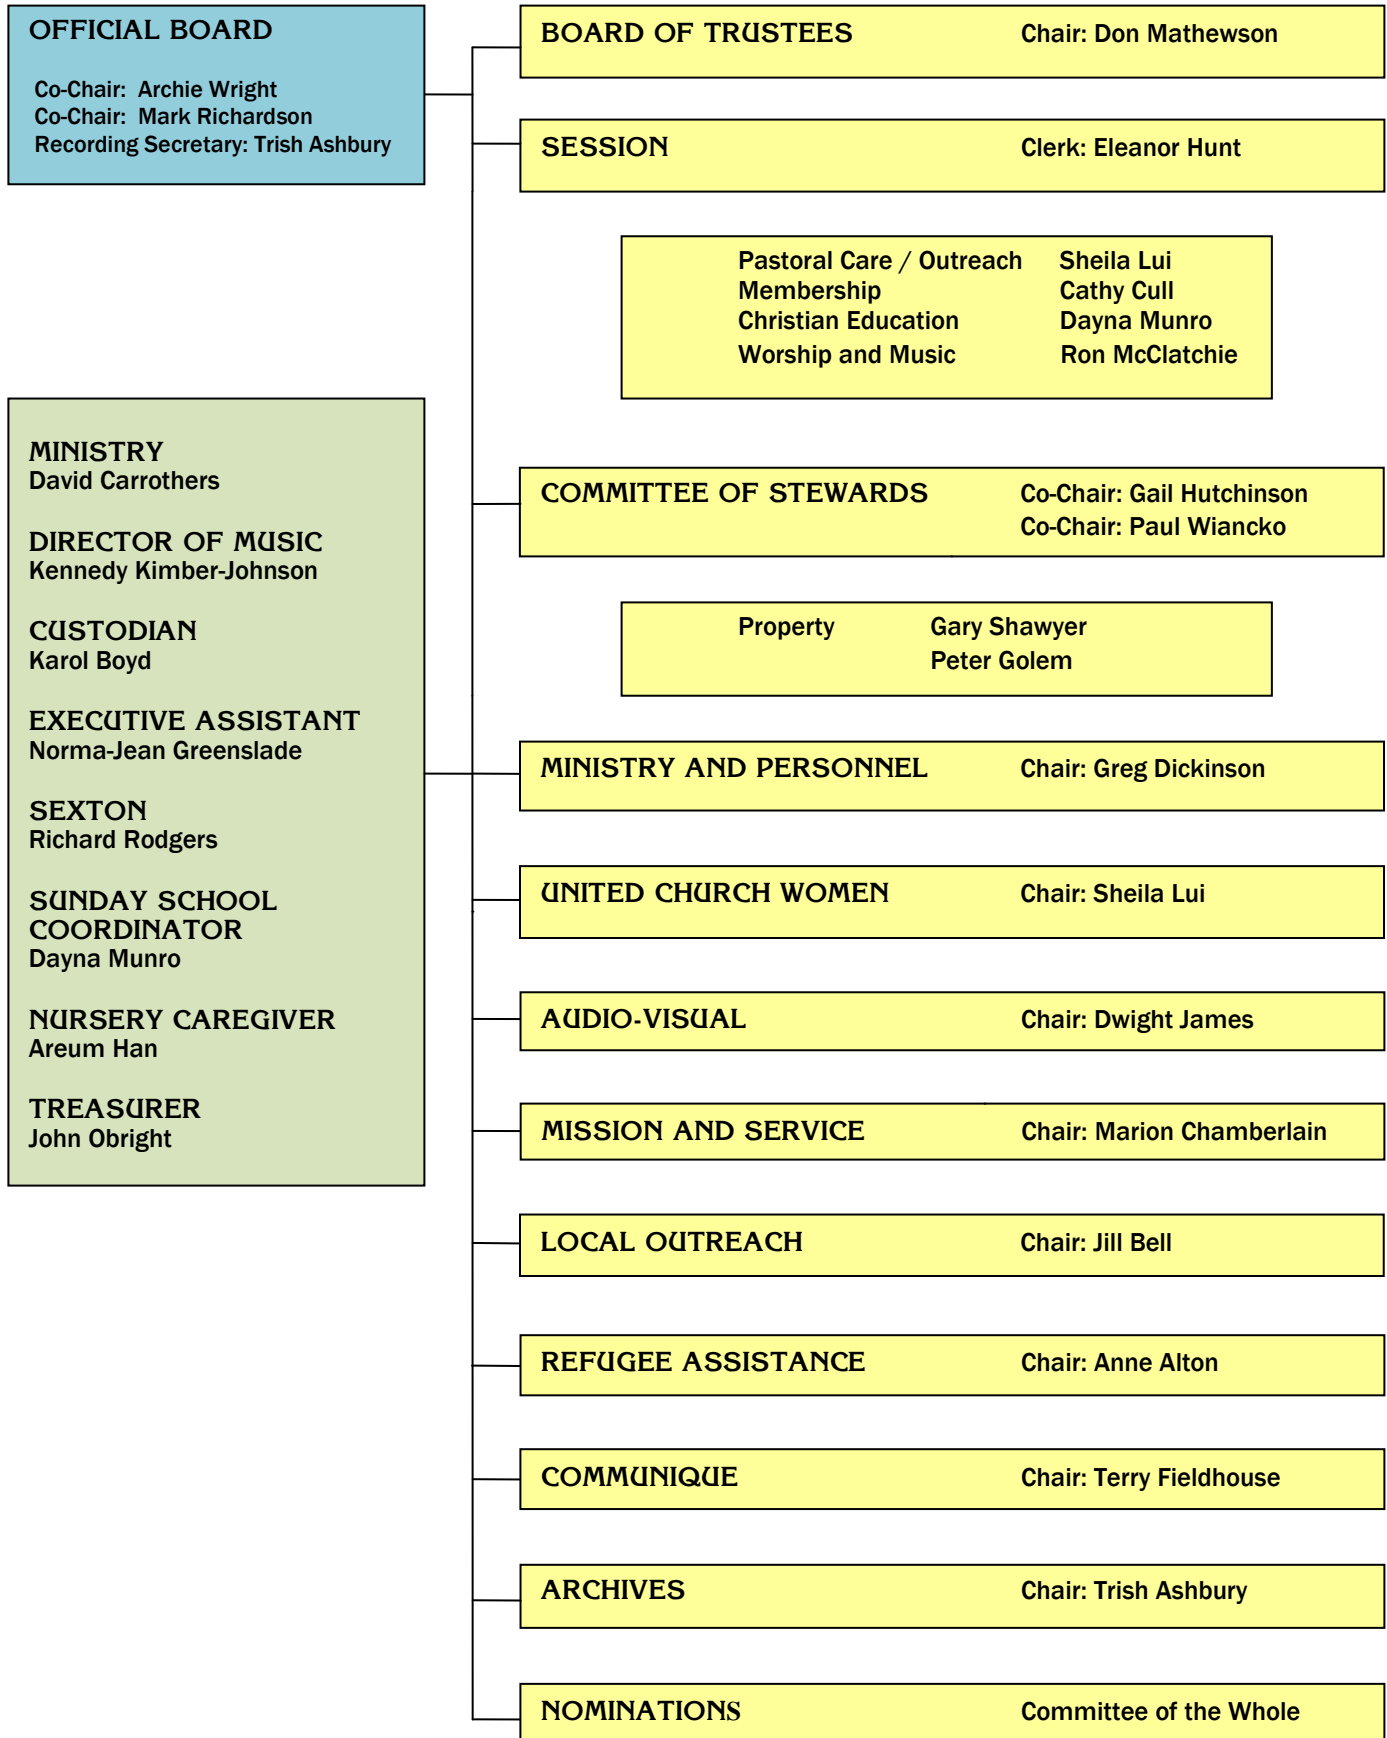 OFFICIAL BOARD
Co-Chair: Archie Wright
Co-Chair: Mark Richardson
Recording Secretary: Trish Ashbury
BOARD OF TRUSTEES Chair: Don Mathewson
SESSION Clerk: Eleanor Hunt
Pastoral Care / Outreach Sheila Lui
Membership Cathy Cull
Christian Education Dayna Munro
Worship and Music Ron McClatchie
MINISTRY
David Carrothers
DIRECTOR OF MUSIC
Kennedy Kimber-Johnson
CUSTODIAN
Karol Boyd
EXECUTIVE ASSISTANT
Norma-Jean Greenslade
SEXTON
Richard Rodgers
SUNDAY SCHOOL
COORDINATOR
Dayna Munro
NURSERY CAREGIVER
Areum Han
TREASURER
John Obright
COMMITTEE OF STEWARDS Co-Chair: Gail Hutchinson
Co-Chair: Paul Wiancko
Property Gary Shawyer
Peter Golem
MINISTRY AND PERSONNEL Chair: Greg Dickinson
UNITED CHURCH WOMEN Chair: Sheila Lui
AUDIO-VISUAL Chair: Dwight James
MISSION AND SERVICE Chair: Marion Chamberlain
LOCAL OUTREACH Chair: Jill Bell
REFUGEE ASSISTANCE Chair: Anne Alton
COMMUNIQUE Chair: Terry Fieldhouse
ARCHIVES Chair: Trish Ashbury
NOMINATIONS Committee of the Whole